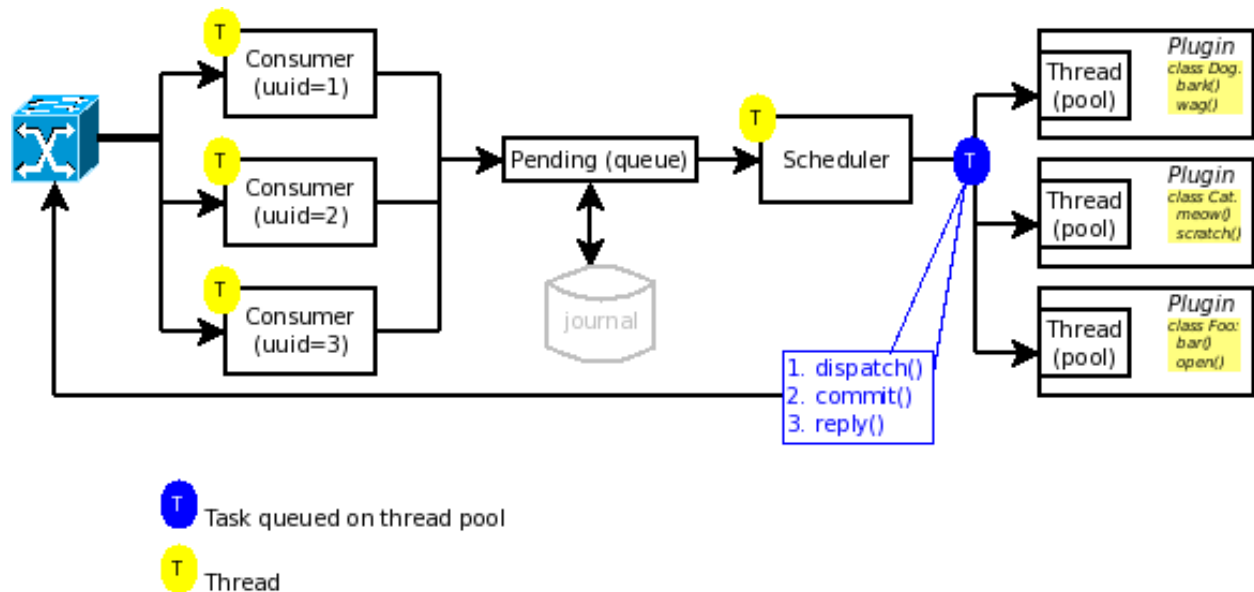 T
Consumer
(uuid=1)
T
Consumer
(uuid=2)
T
Consumer
(uuid=3)
Pending (queue)
journal
T
Scheduler
T
1. dispatch()
2. commit()
3. reply()
Plugin
Thread
(pool)
class Dog.
bark()
wag()
Plugin
Thread
(pool)
class Cat.
meow()
scratch()
Plugin
Thread
(pool)
class Foo:
bar()
open()
T Task queued on thread pool
T Thread